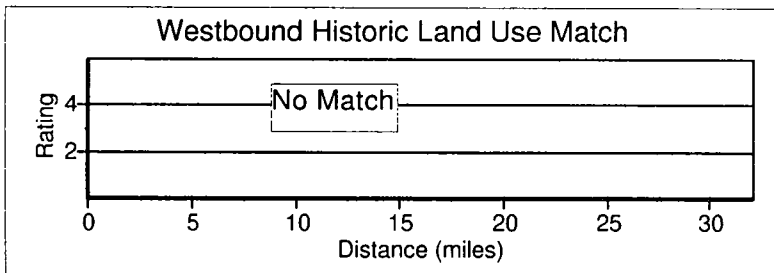 Westbound Historic Land Use Match
No Match
Rating
4
2
0 5 10 15 20 25 30
Distance (miles)